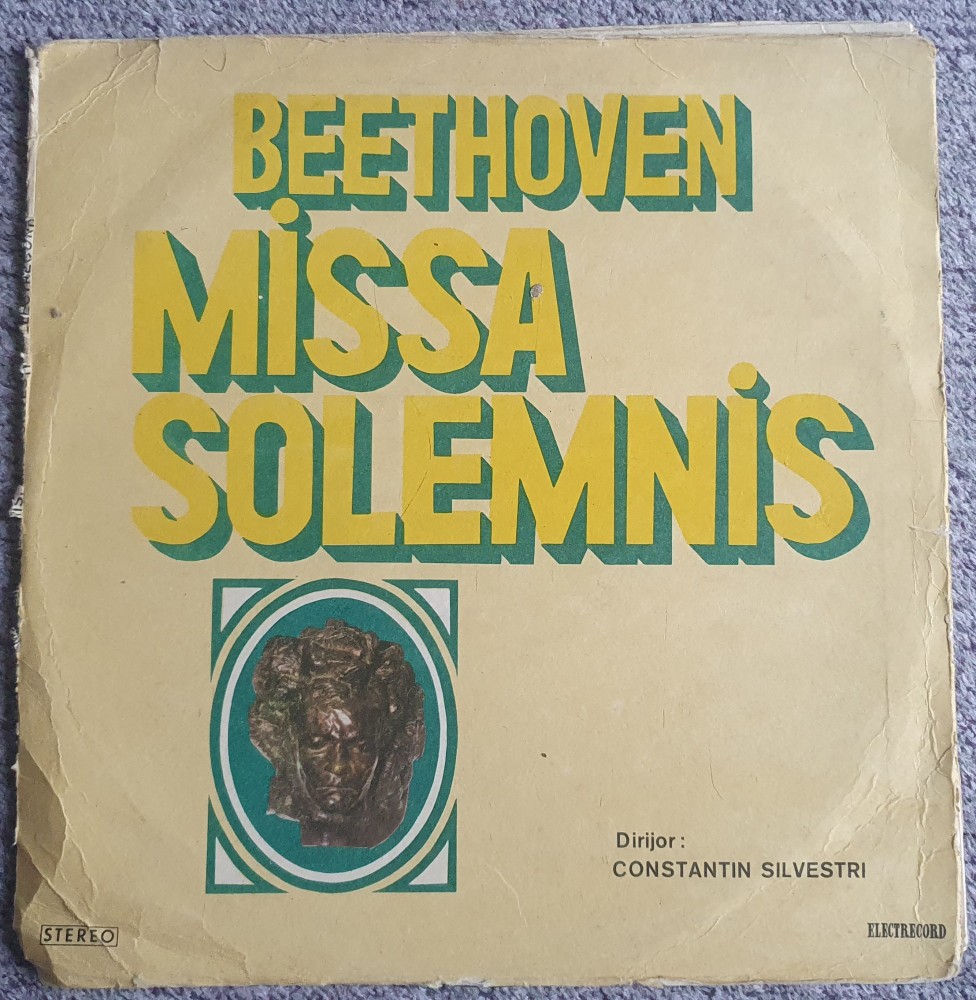 BEETHOVEN
MiSSA
SOLEMNiS
Dirijor :
CONSTANTIN SILVESTRI
STEREO
ELECTRECORD